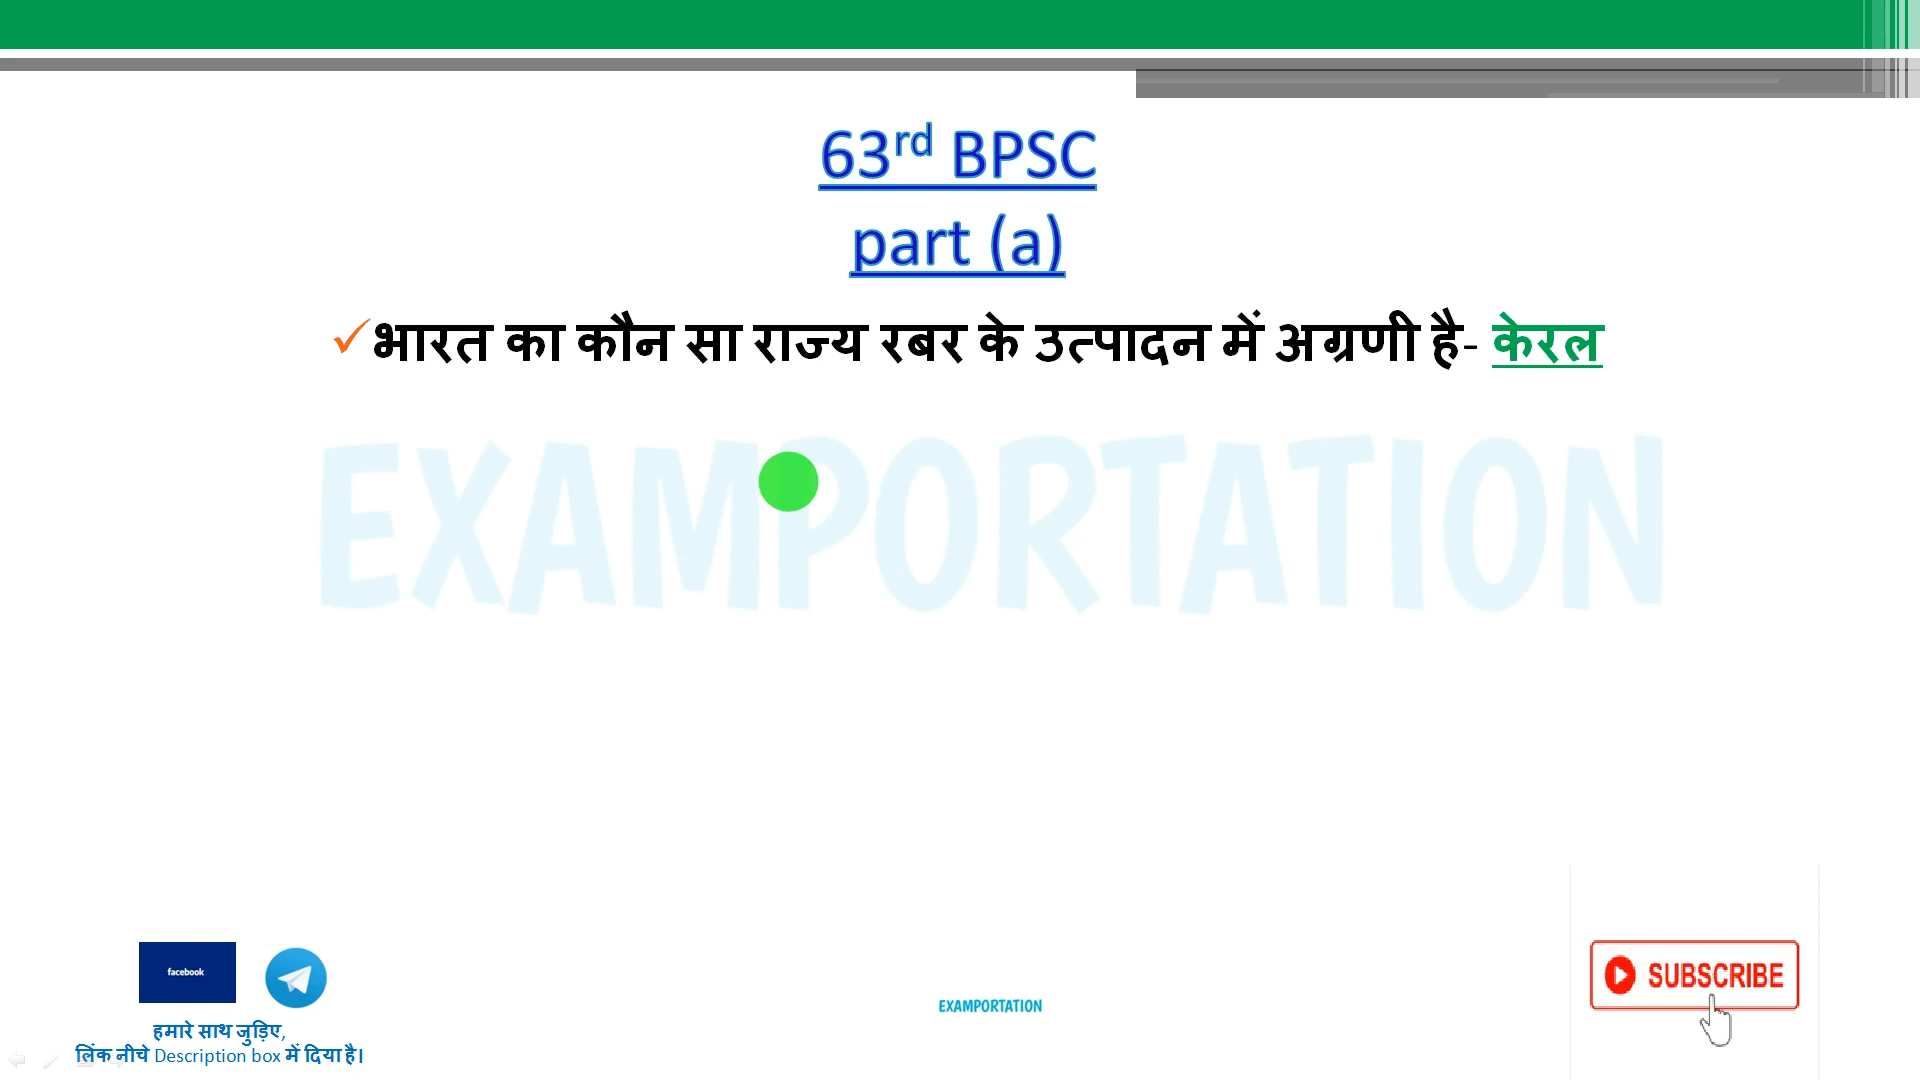 63rd BPSC
part (a)
✓भारत का कौन सा राज्य रबर के उत्पादन में अग्रणी है- केरल
EXAMPORTATION
facebook
हमारे साथ जुड़िए,
लिंक नीचे Description box में दिया है।
EXAMPORTATION
SUBSCRIBE